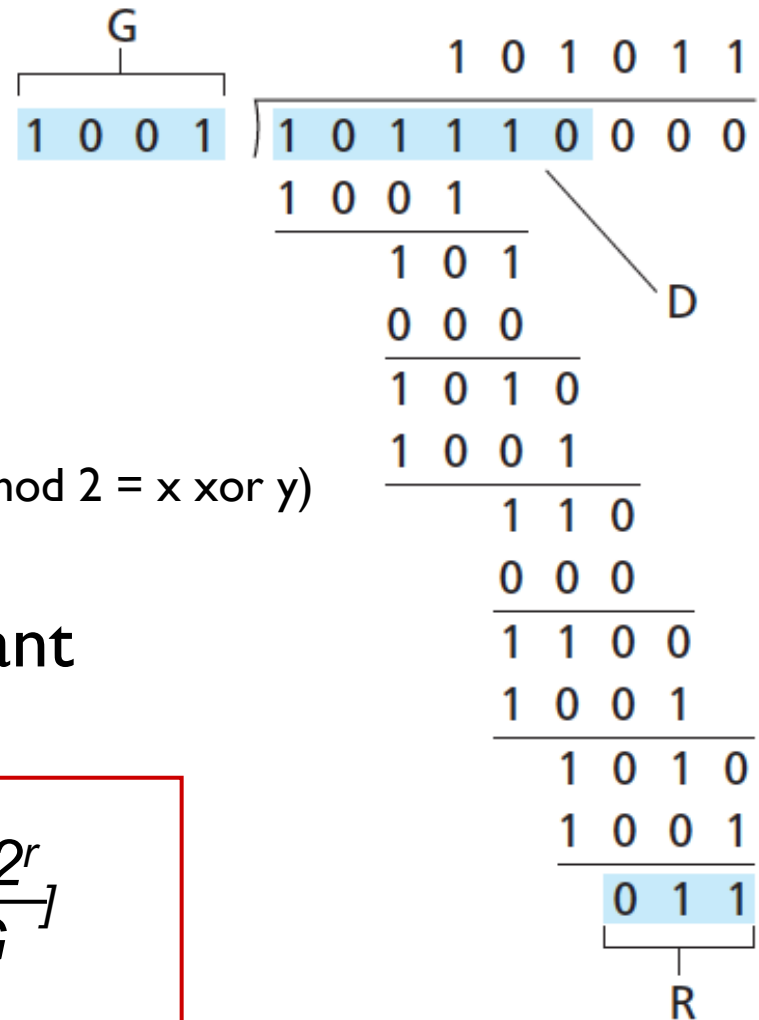 G
1 0 1 0 1 1
1 0 0 1 ) 1 0 1 1 1 0 0 0 0
1 0 0 1
1 0 1
D
0 0 0
1 0 1 0
1 0 0 1
mod 2 = x xor y)
1 1 0
0 0 0
1 1 0 0
1 0 0 1
1 0 1 0
1 0 0 1
2^r
]
0 1 1
R